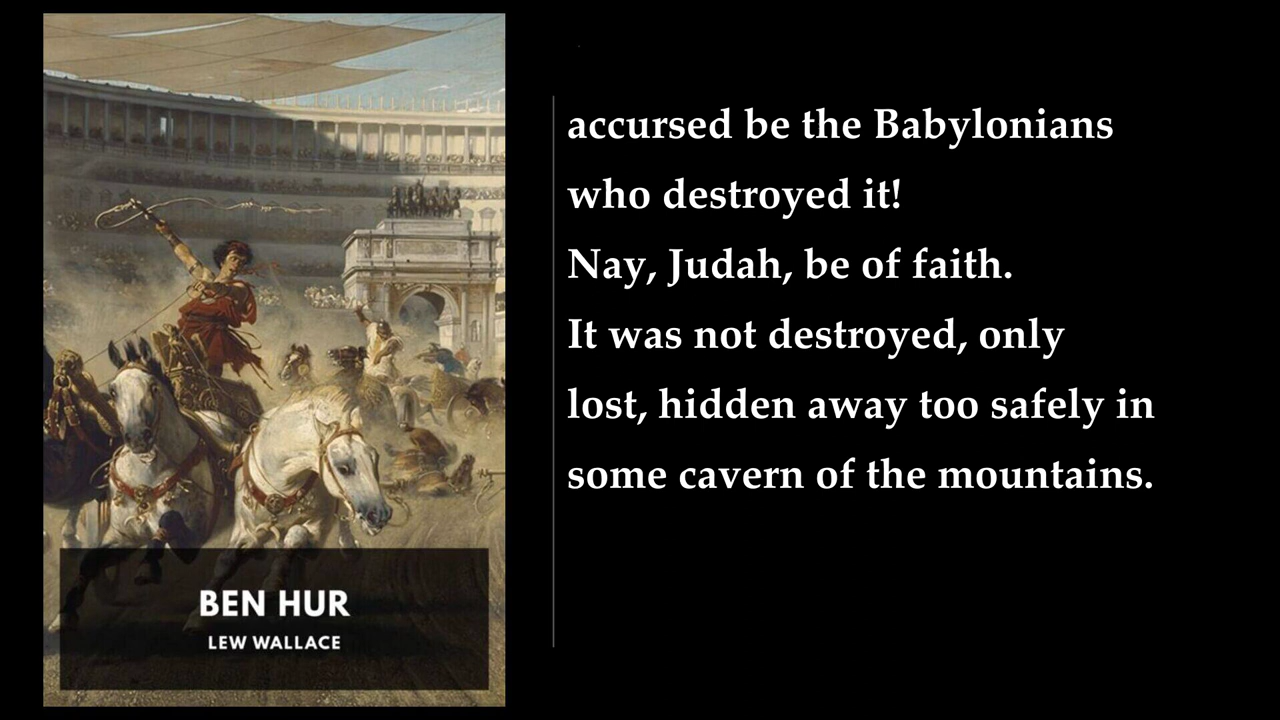 BEN HUR
LEW WALLACE
accursed be the Babylonians
who destroyed it!
Nay, Judah, be of faith.
It was not destroyed, only
lost, hidden away too safely in
some cavern of the mountains.